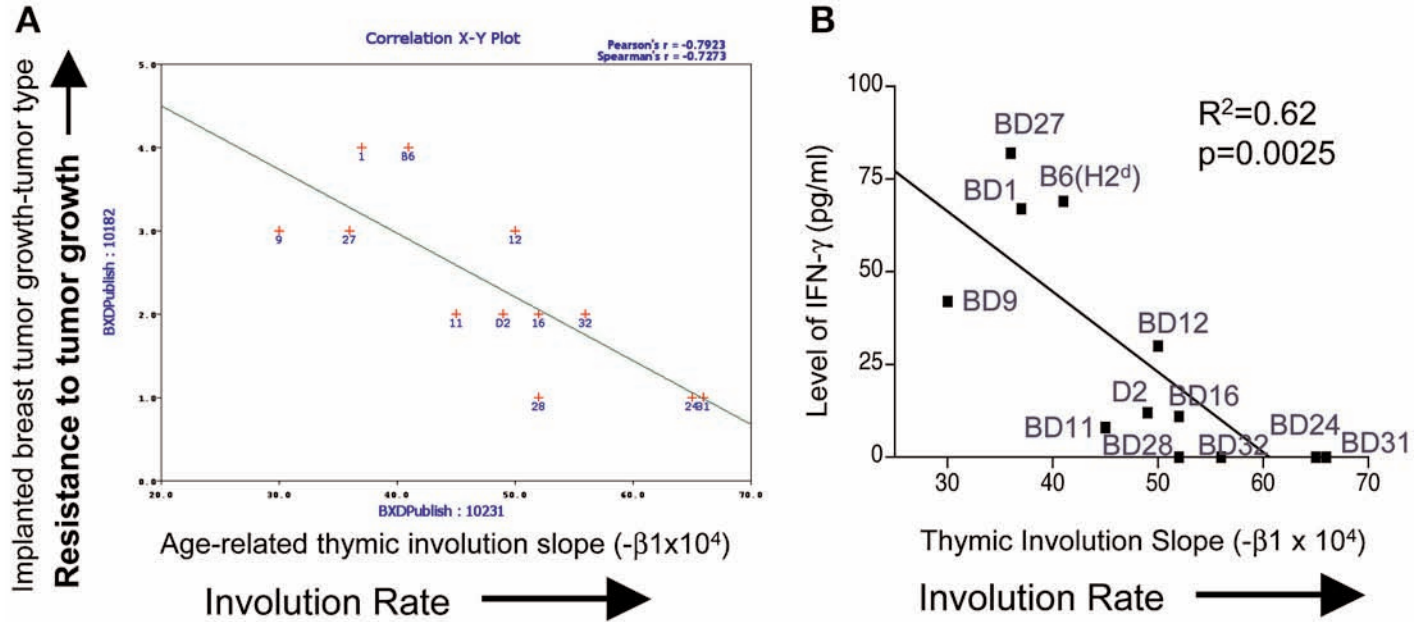 A
Implanted breast tumor growth-tumor type
Resistance to tumor growth
Correlation X-Y Plot
Pearson's r = -0.7923
Spearman's r = -0.7273
BXDPublish : 10182
5.0
4.0
3.0
2.0
1.0
0.0
1
B6
9
27
12
11
D2
16
32
28
24
31
20.0
30.0
40.0
50.0
60.0
70.0
BXDPublish : 10231
Age-related thymic involution slope (-β1x10⁴)
Involution Rate
B
Level of IFN-γ (pg/ml)
100
75
50
25
0
R²=0.62
p=0.0025
BD27
BD1
B6(H2ᵈ)
BD9
BD12
D2
BD16
BD11
BD28
BD32
BD24
BD31
30
40
50
60
70
Thymic Involution Slope (-β1 x 10⁴)
Involution Rate